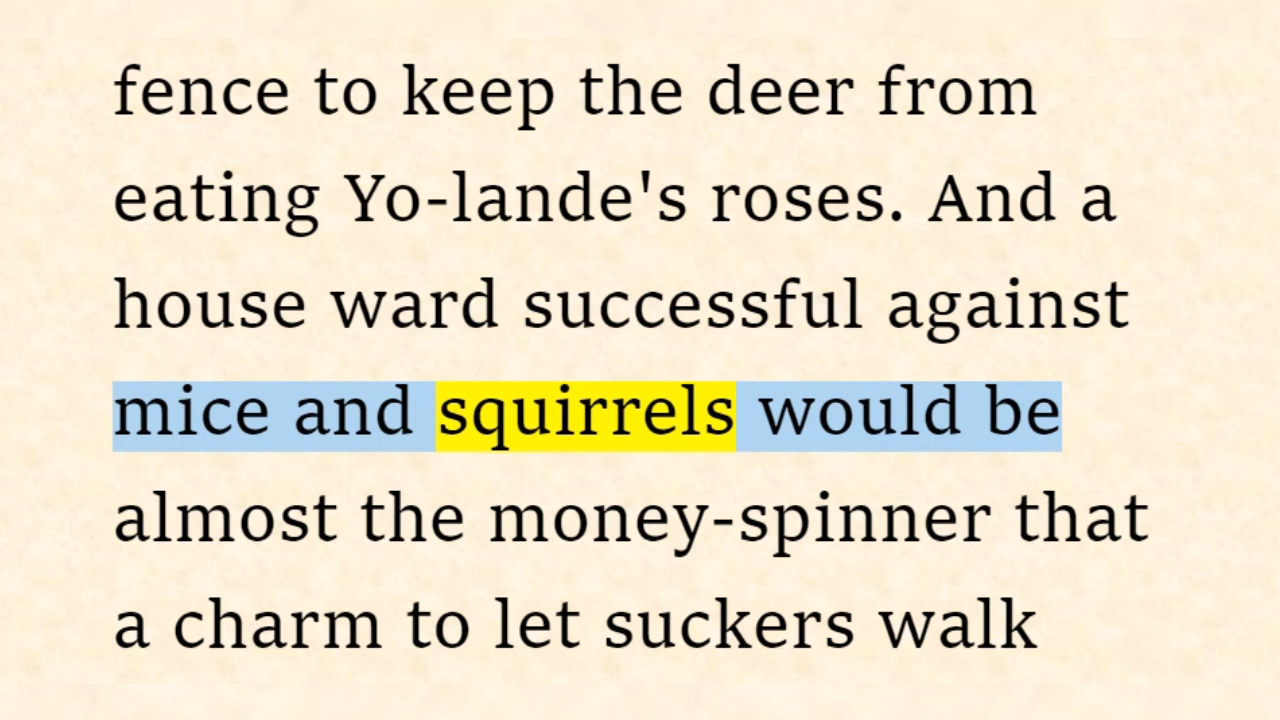 fence to keep the deer from
eating Yo-lande's roses. And a
house ward successful against
mice and squirrels would be
almost the money-spinner that
a charm to let suckers walk